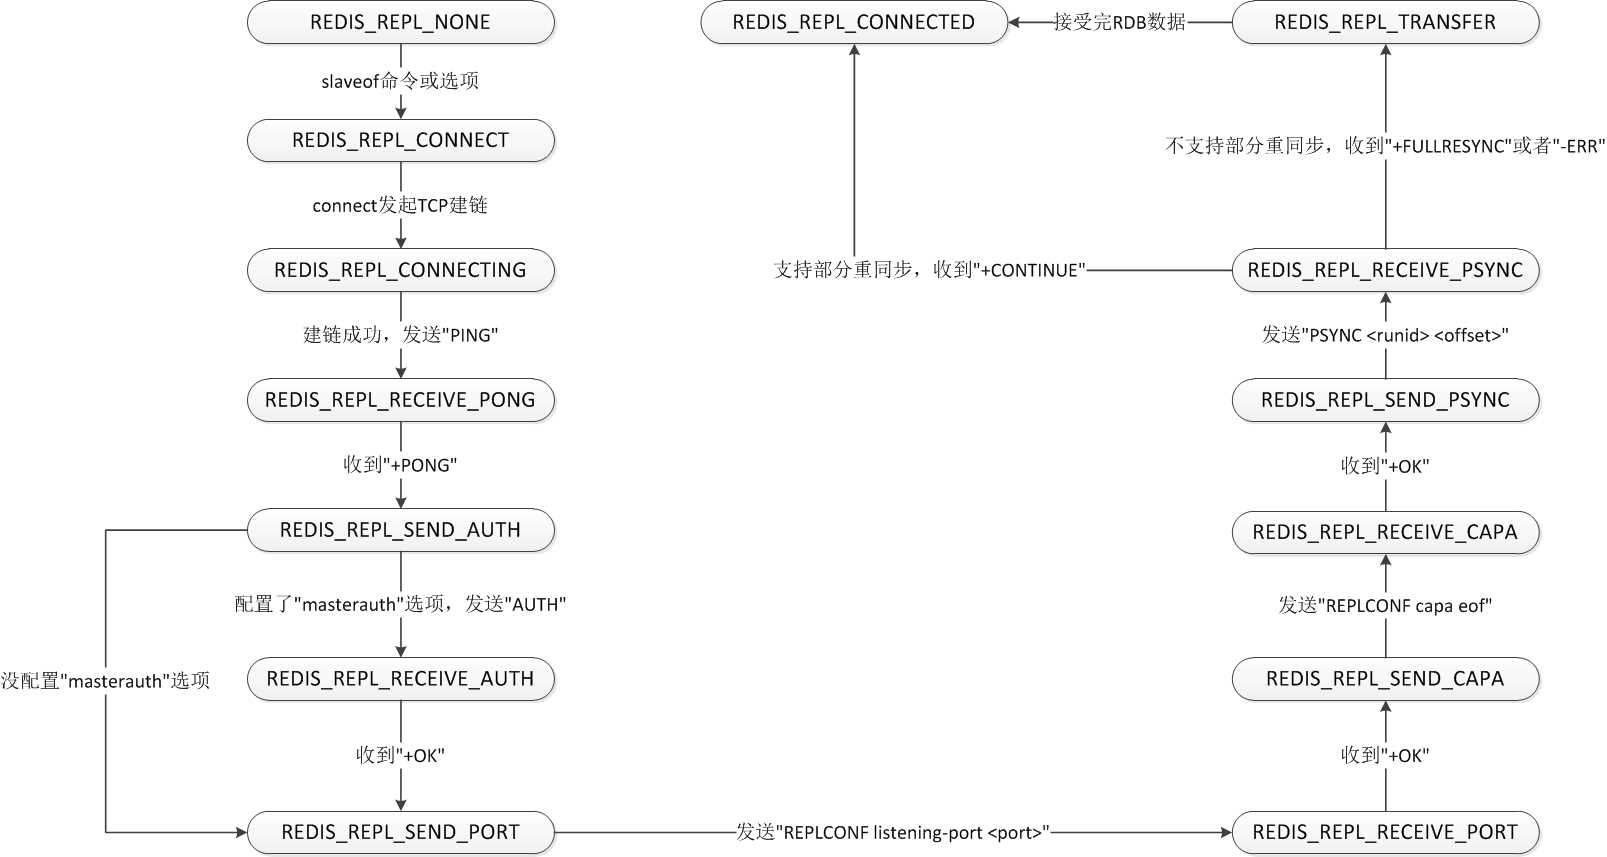 REDIS_REPL_NONE
slaveof命令或选项
REDIS_REPL_CONNECT
connect发起TCP建链
REDIS_REPL_CONNECTING
建链成功，发送"PING"
REDIS_REPL_RECEIVE_PONG
收到"+PONG"
REDIS_REPL_SEND_AUTH
配置了"masterauth"选项，发送"AUTH"
没配置"masterauth"选项
REDIS_REPL_RECEIVE_AUTH
收到"+OK"
REDIS_REPL_SEND_PORT
发送"REPLCONF listening-port <port>"
REDIS_REPL_RECEIVE_PORT
收到"+OK"
REDIS_REPL_SEND_CAPA
发送"REPLCONF capa eof"
REDIS_REPL_RECEIVE_CAPA
收到"+OK"
REDIS_REPL_SEND_PSYNC
发送"PSYNC <runid> <offset>"
REDIS_REPL_RECEIVE_PSYNC
支持部分重同步，收到"+CONTINUE"
不支持部分重同步，收到"+FULLRESYNC"或者"-ERR"
REDIS_REPL_TRANSFER
接受完RDB数据
REDIS_REPL_CONNECTED